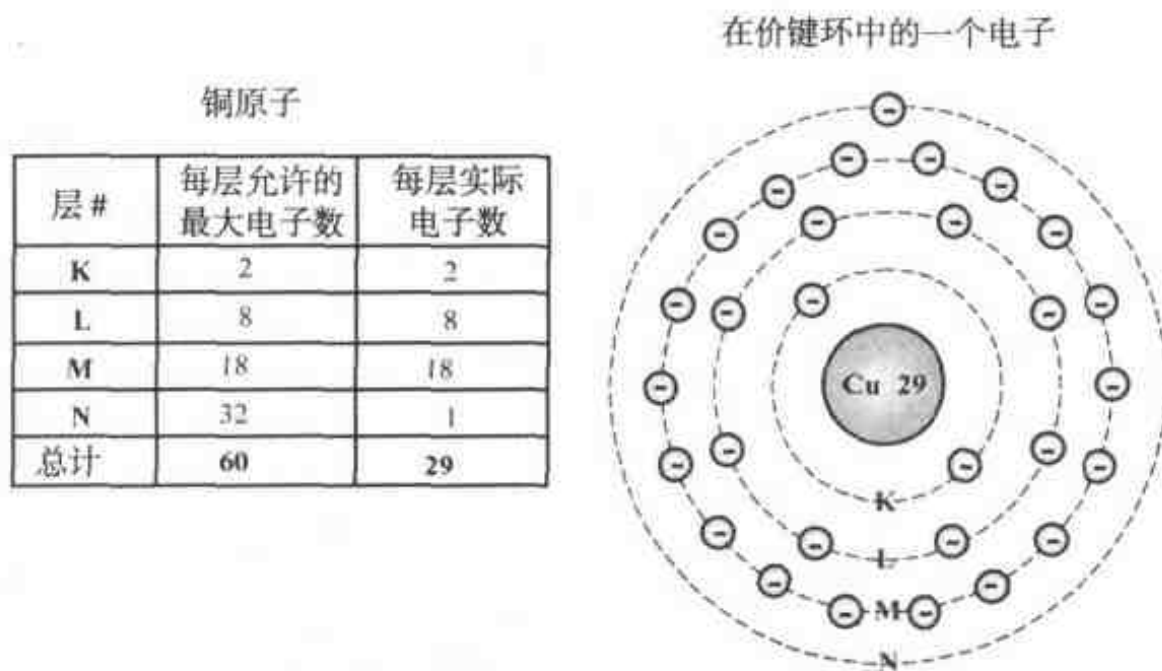 在价键环中的一个电子
铜原子
层# 每层允许的最大电子数 每层实际电子数
K 2 2
L 8 8
M 18 18
N 32 1
总计 60 29
Cu 29
K
L
M
N